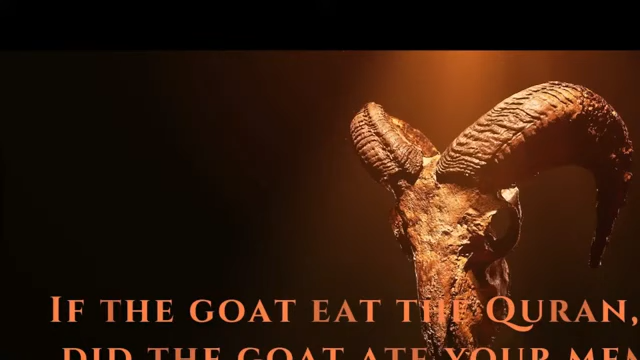 If the goat eat the Quran,
did the goat ate your